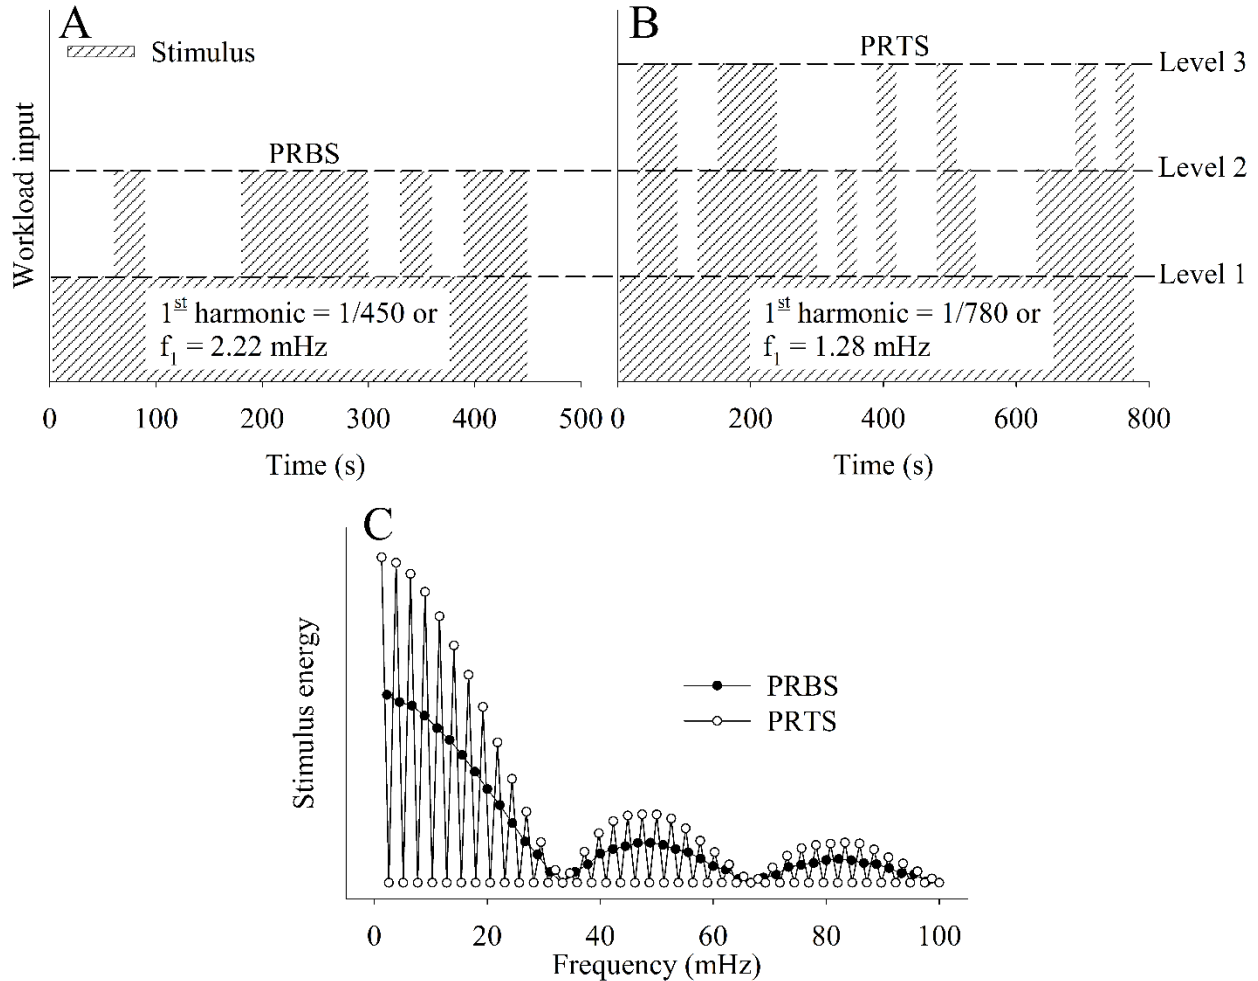 A
Stimulus
PRBS
Workload input
1st harmonic = 1/450 or
f1 = 2.22 mHz
0 100 200 300 400 500
Time (s)
B
PRTS
Level 3
Level 2
Level 1
1st harmonic = 1/780 or
f1 = 1.28 mHz
0 200 400 600 800
Time (s)
C
Stimulus energy
PRBS
PRTS
0 20 40 60 80 100
Frequency (mHz)